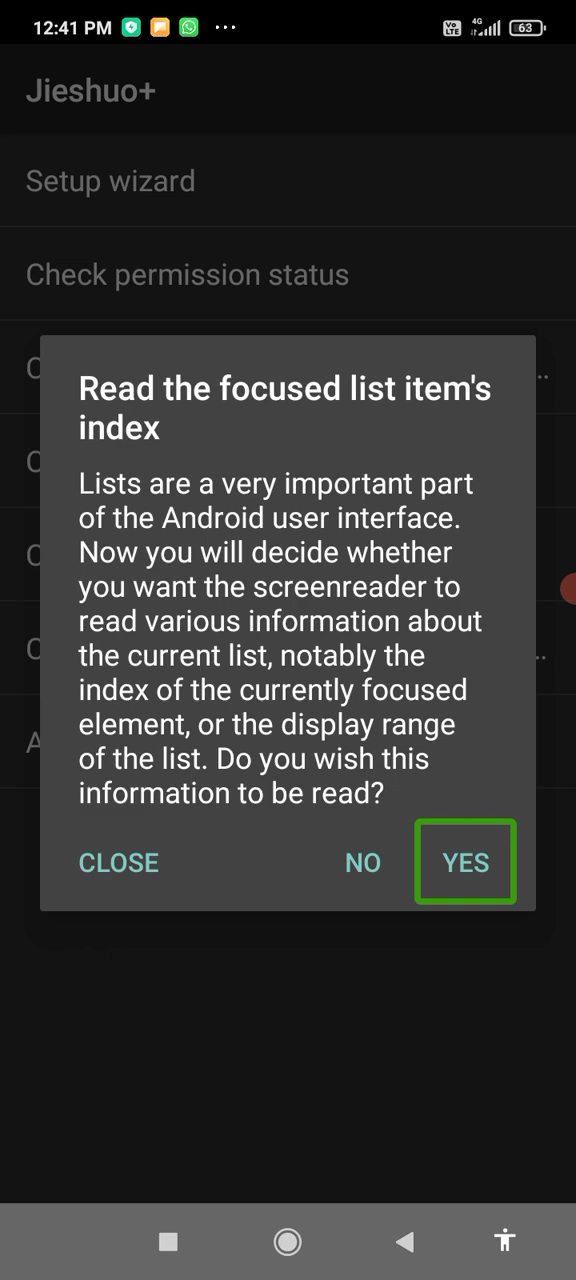 12:41 PM
Vo LTE 4G 63
Jieshuo+
Setup wizard
Check permission status
Read the focused list item's
index
Lists are a very important part
of the Android user interface.
Now you will decide whether
you want the screenreader to
read various information about
the current list, notably the
index of the currently focused
element, or the display range
of the list. Do you wish this
information to be read?
CLOSE NO YES